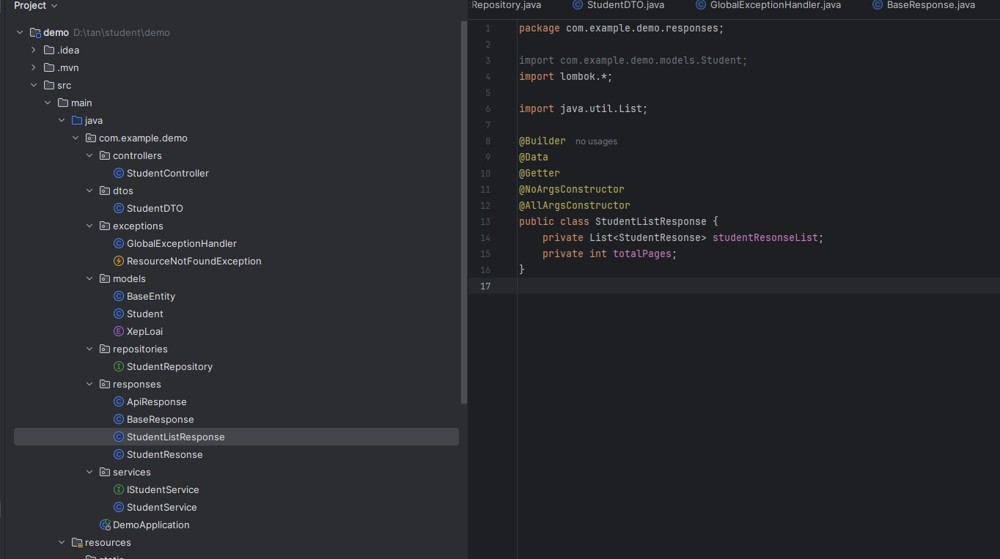 Project
demo D:\tan\student\demo
.idea
.mvn
src
main
java
com.example.demo
controllers
StudentController
dtos
StudentDTO
exceptions
GlobalExceptionHandler
ResourceNotFoundException
models
BaseEntity
Student
XepLoai
repositories
StudentRepository
responses
ApiResponse
BaseResponse
StudentListResponse
StudentResonse
services
IStudentService
StudentService
DemoApplication
resources
static
Repository.java StudentDTO.java GlobalExceptionHandler.java BaseResponse.java
1 package com.example.demo.responses;
2
3 import com.example.demo.models.Student;
4 import lombok.*;
5
6 import java.util.List;
7
8 @Builder no usages
9 @Data
10 @Getter
11 @NoArgsConstructor
12 @AllArgsConstructor
13 public class StudentListResponse {
14 private List<StudentResonse> studentResonseList;
15 private int totalPages;
16 }
17